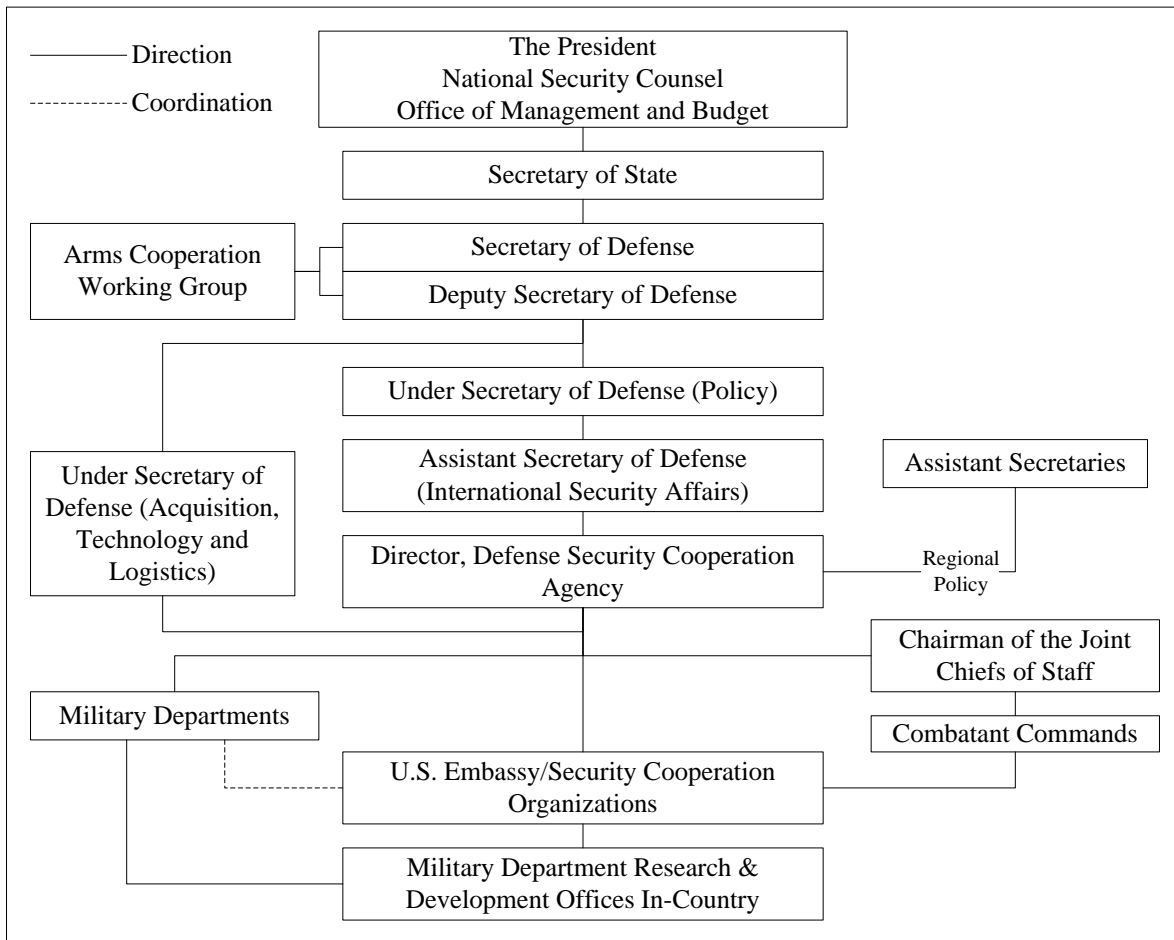 Direction
Coordination
The President
National Security Counsel
Office of Management and Budget
Secretary of State
Arms Cooperation
Working Group
Secretary of Defense
Deputy Secretary of Defense
Under Secretary of Defense (Policy)
Under Secretary of
Defense (Acquisition,
Technology and
Logistics)
Assistant Secretary of Defense
(International Security Affairs)
Assistant Secretaries
Director, Defense Security Cooperation
Agency
Regional
Policy
Chairman of the Joint
Chiefs of Staff
Military Departments
Combatant Commands
U.S. Embassy/Security Cooperation
Organizations
Military Department Research &
Development Offices In-Country